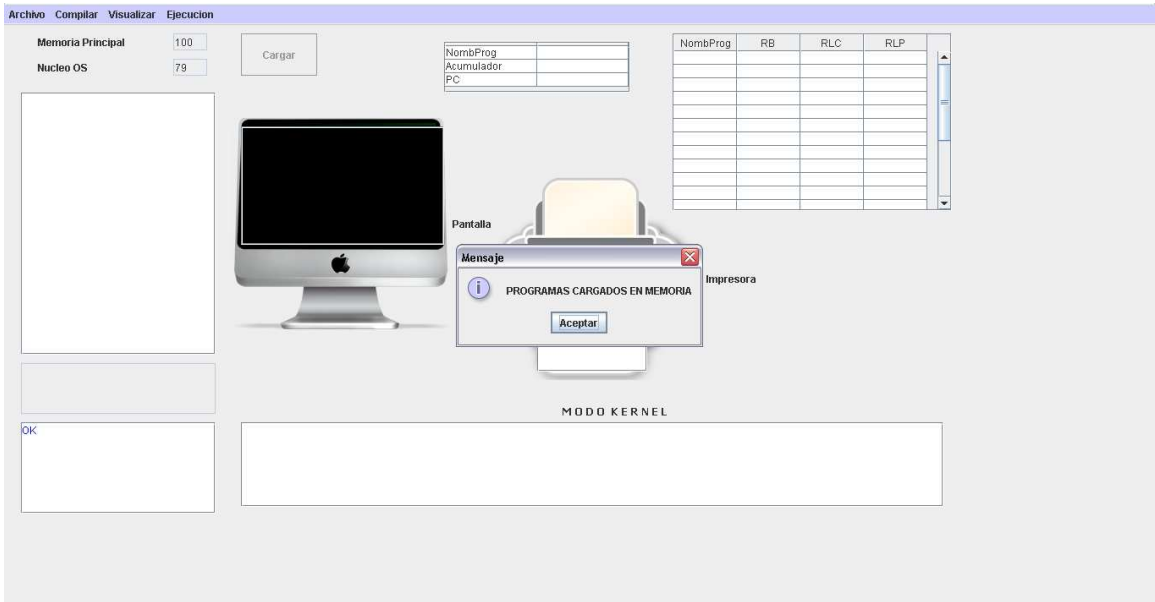 Archivo Compilar Visualizar Ejecucion
Memoria Principal 100
Nucleo OS 79
Cargar
NombProg
Acumulador
PC
NombProg RB RLC RLP
Pantalla
Mensaje
PROGRAMAS CARGADOS EN MEMORIA
Aceptar
Impresora
MODO KERNEL
OK